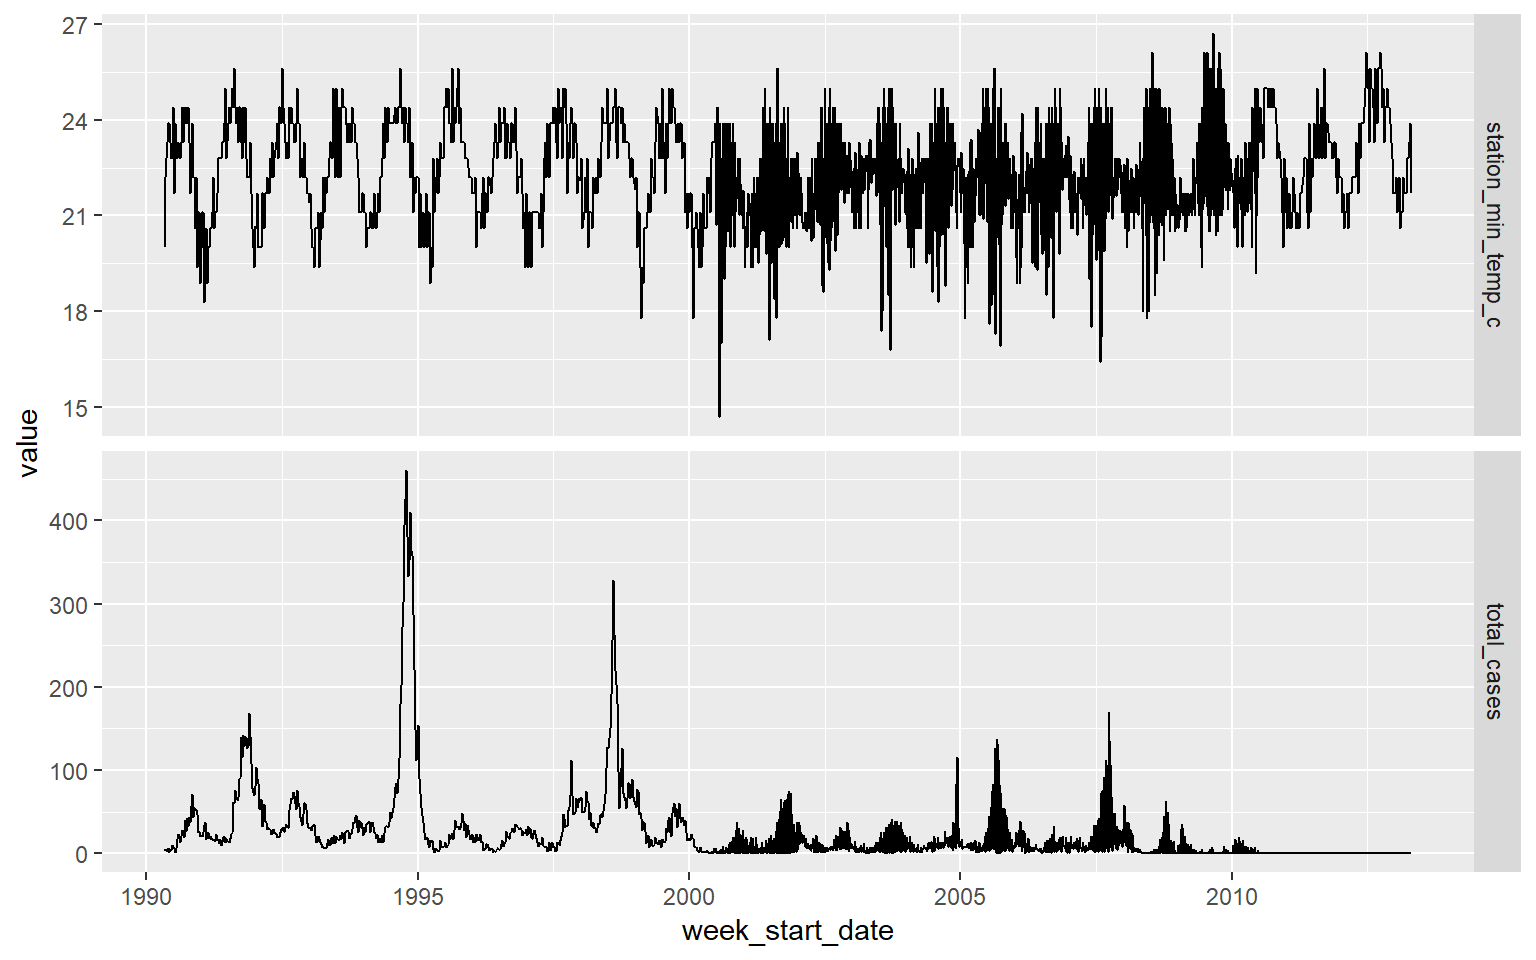 27
24
21
18
15
station_min_temp_c
value
400
300
200
100
0
total_cases
1990 1995 2000 2005 2010
week_start_date